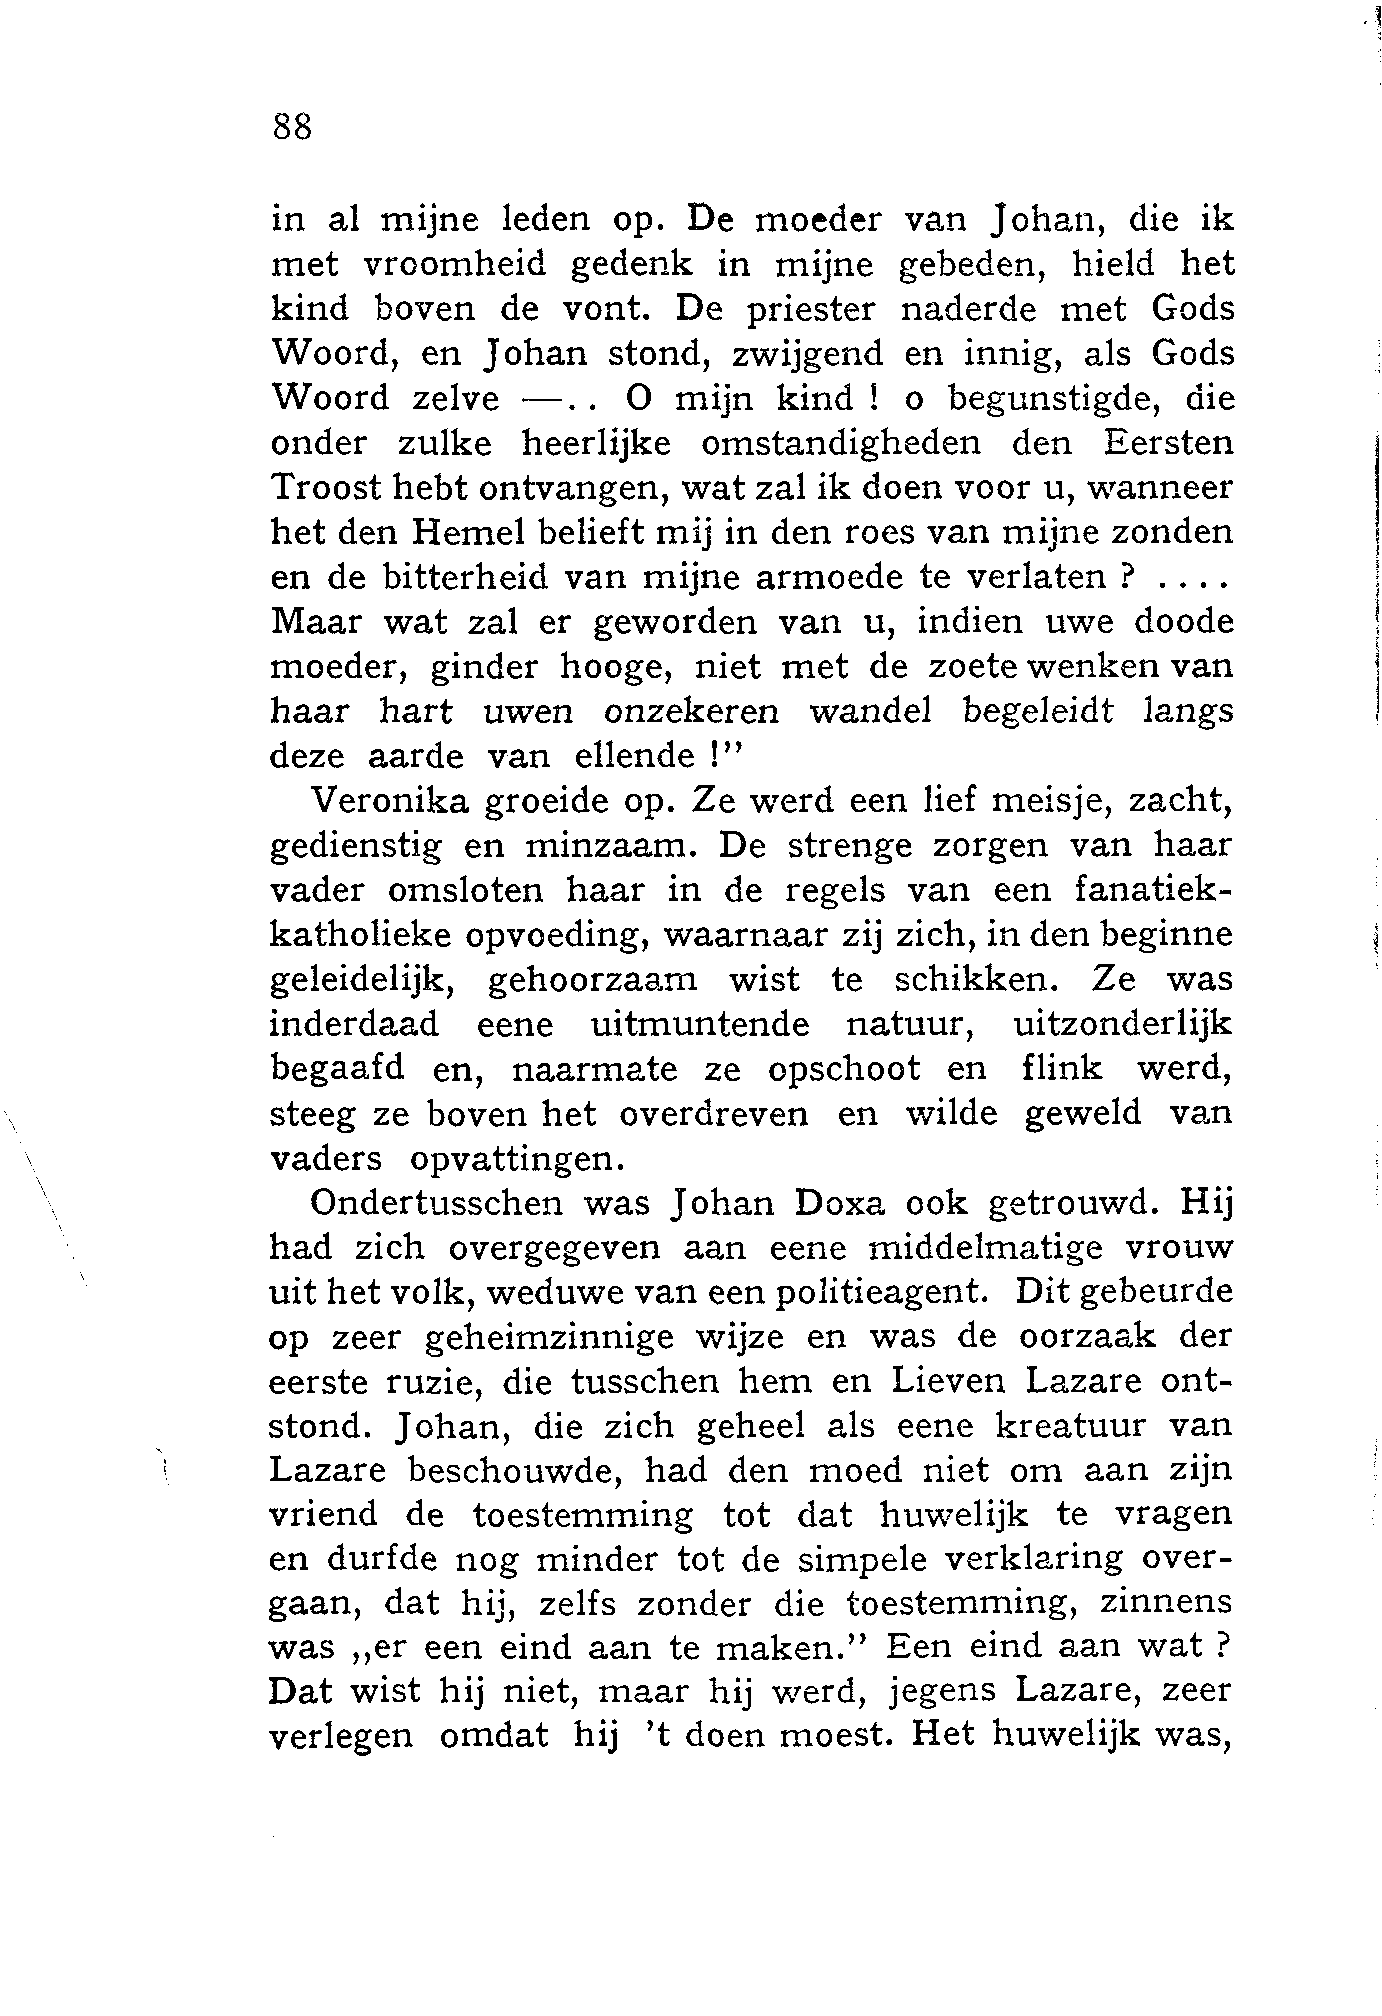 88
in al mijne leden op. De moeder van Johan, die ik
met vroomheid gedenk in mijne gebeden, hield het
kind boven de vont. De priester naderde met Gods
Woord, en Johan stond, zwijgend en innig, als Gods
Woord zelve —.. O mijn kind ! o begunstigde, die
onder zulke heerlijke omstandigheden den Eersten
Troost hebt ontvangen, wat zal ik doen voor u, wanneer
het den Hemel belieft mij in den roes van mijne zonden
en de bitterheid van mijne armoede te verlaten ? ....
Maar wat zal er geworden van u, indien uwe doode
moeder, ginder hooge, niet met de zoete wenken van
haar hart uwen onzekeren wandel begeleidt langs
deze aarde van ellende !”
Veronika groeide op. Ze werd een lief meisje, zacht,
gedienstig en minzaam. De strenge zorgen van haar
vader omsloten haar in de regels van een fanatiek-
katholieke opvoeding, waarnaar zij zich, in den beginne
geleidelijk, gehoorzaam wist te schikken. Ze was
inderdaad eene uitmuntende natuur, uitzonderlijk
begaafd en, naarmate ze opschoot en flink werd,
steeg ze boven het overdreven en wilde geweld van
vaders opvattingen.
Ondertusschen was Johan Doxa ook getrouwd. Hij
had zich overgegeven aan eene middelmatige vrouw
uit het volk, weduwe van een politieagent. Dit gebeurde
op zeer geheimzinnige wijze en was de oorzaak der
eerste ruzie, die tusschen hem en Lieven Lazare ont-
stond. Johan, die zich geheel als eene kreatuur van
Lazare beschouwde, had den moed niet om aan zijn
vriend de toestemming tot dat huwelijk te vragen
en durfde nog minder tot de simpele verklaring over-
gaan, dat hij, zelfs zonder die toestemming, zinnens
was „er een eind aan te maken.” Een eind aan wat ?
Dat wist hij niet, maar hij werd, jegens Lazare, zeer
verlegen omdat hij ’t doen moest. Het huwelijk was,